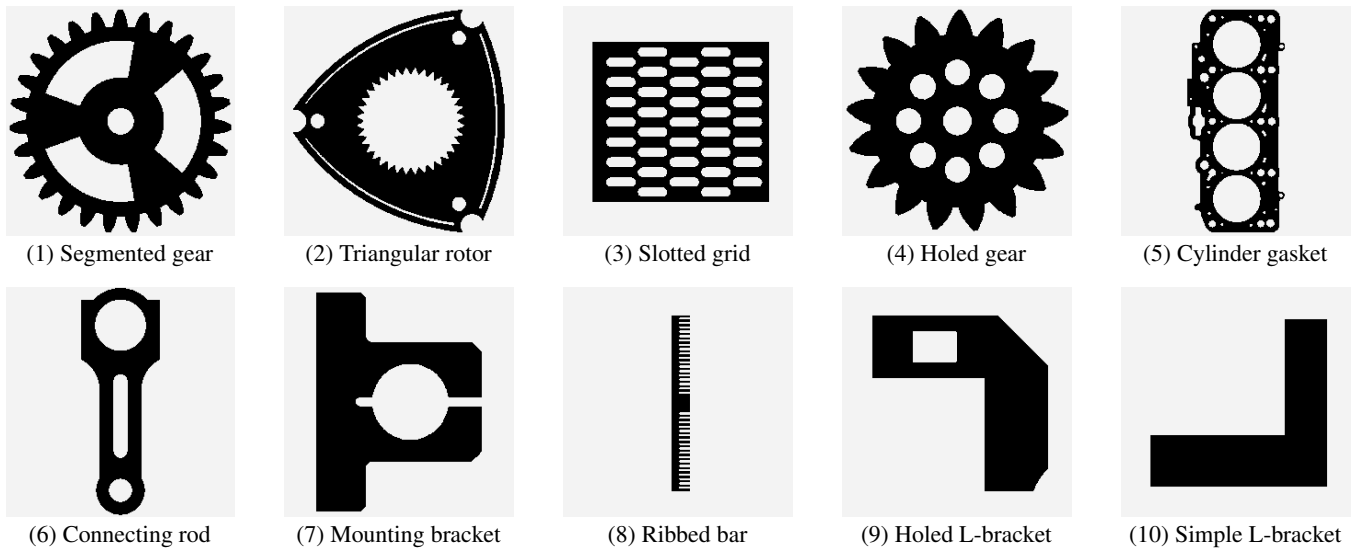 (1) Segmented gear
(2) Triangular rotor
(3) Slotted grid
(4) Holed gear
(5) Cylinder gasket
(6) Connecting rod
(7) Mounting bracket
(8) Ribbed bar
(9) Holed L-bracket
(10) Simple L-bracket